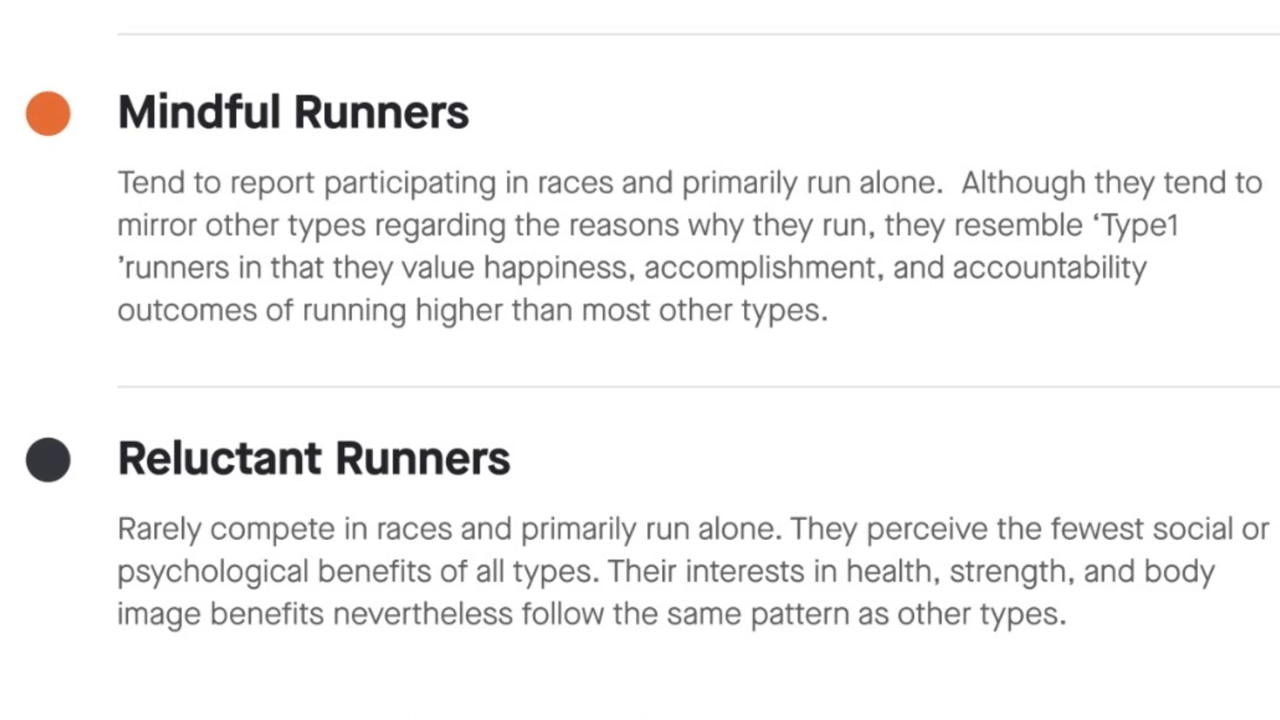 Mindful Runners
Tend to report participating in races and primarily run alone.  Although they tend to
mirror other types regarding the reasons why they run, they resemble ‘Type1
’runners in that they value happiness, accomplishment, and accountability
outcomes of running higher than most other types.
Reluctant Runners
Rarely compete in races and primarily run alone. They perceive the fewest social or
psychological benefits of all types. Their interests in health, strength, and body
image benefits nevertheless follow the same pattern as other types.